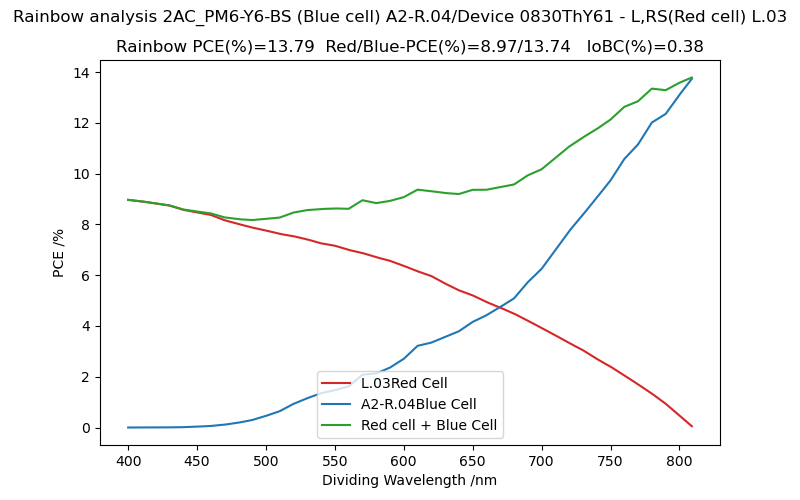 Rainbow analysis 2AC_PM6-Y6-BS (Blue cell) A2-R.04/Device 0830ThY61 - L,RS(Red cell) L.03
Rainbow PCE(%)=13.79  Red/Blue-PCE(%)=8.97/13.74   IoBC(%)=0.38
14
12
10
8
6
4
2
0
PCE /%
L.03Red Cell
A2-R.04Blue Cell
Red cell + Blue Cell
400 450 500 550 600 650 700 750 800
Dividing Wavelength /nm